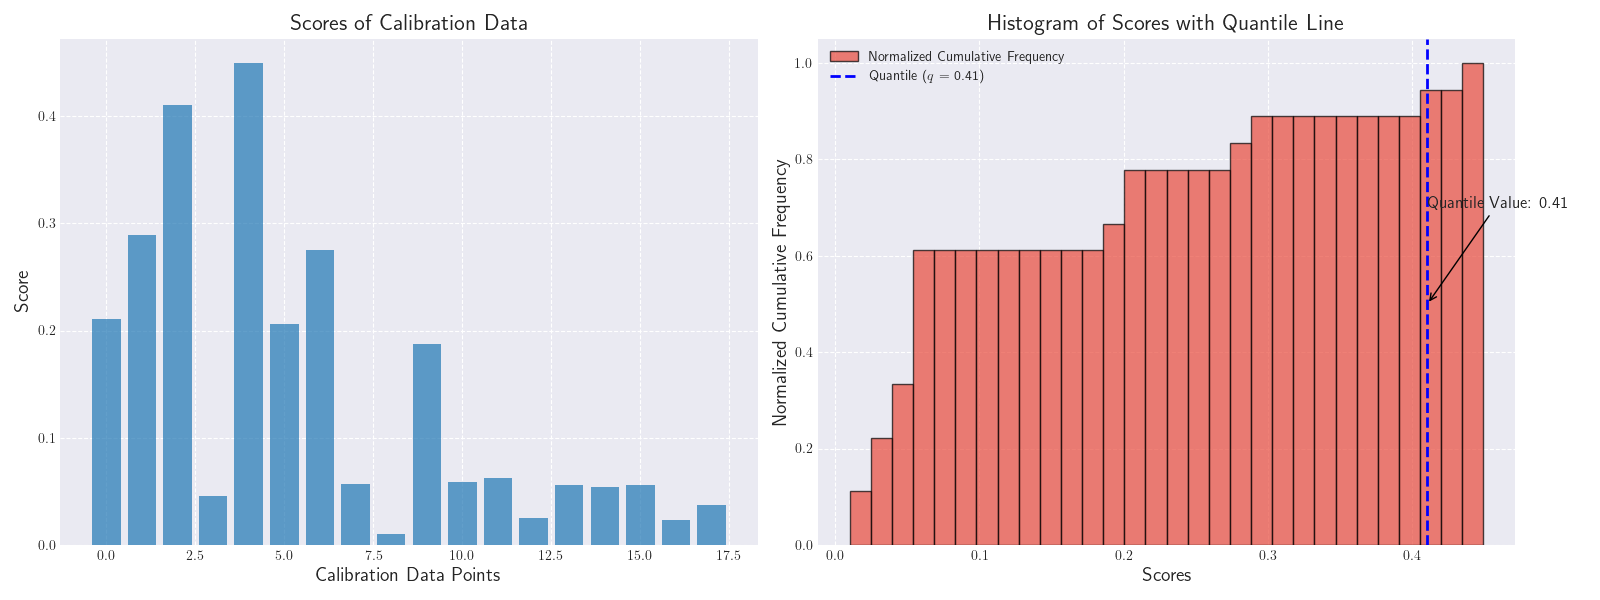 Scores of Calibration Data
Score
0.4
0.3
0.2
0.1
0.0
0.0 2.5 5.0 7.5 10.0 12.5 15.0 17.5
Calibration Data Points
Histogram of Scores with Quantile Line
Normalized Cumulative Frequency
Quantile (q = 0.41)
Normalized Cumulative Frequency
1.0
0.8
0.6
0.4
0.2
0.0
Quantile Value: 0.41
0.0 0.1 0.2 0.3 0.4
Scores